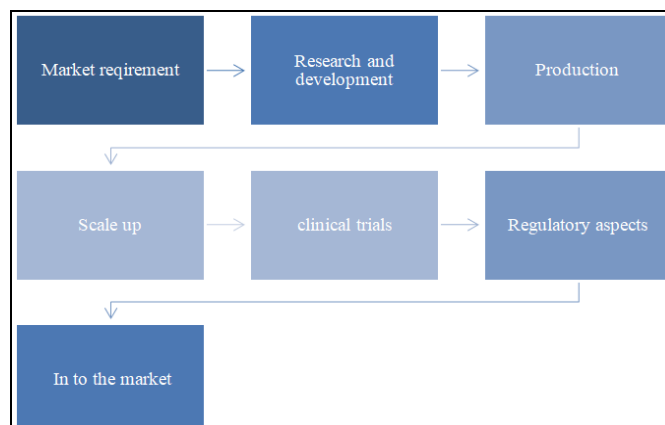 Market reqirement
Research and
development
Production
Scale up
clinical trials
Regulatory aspects
In to the market